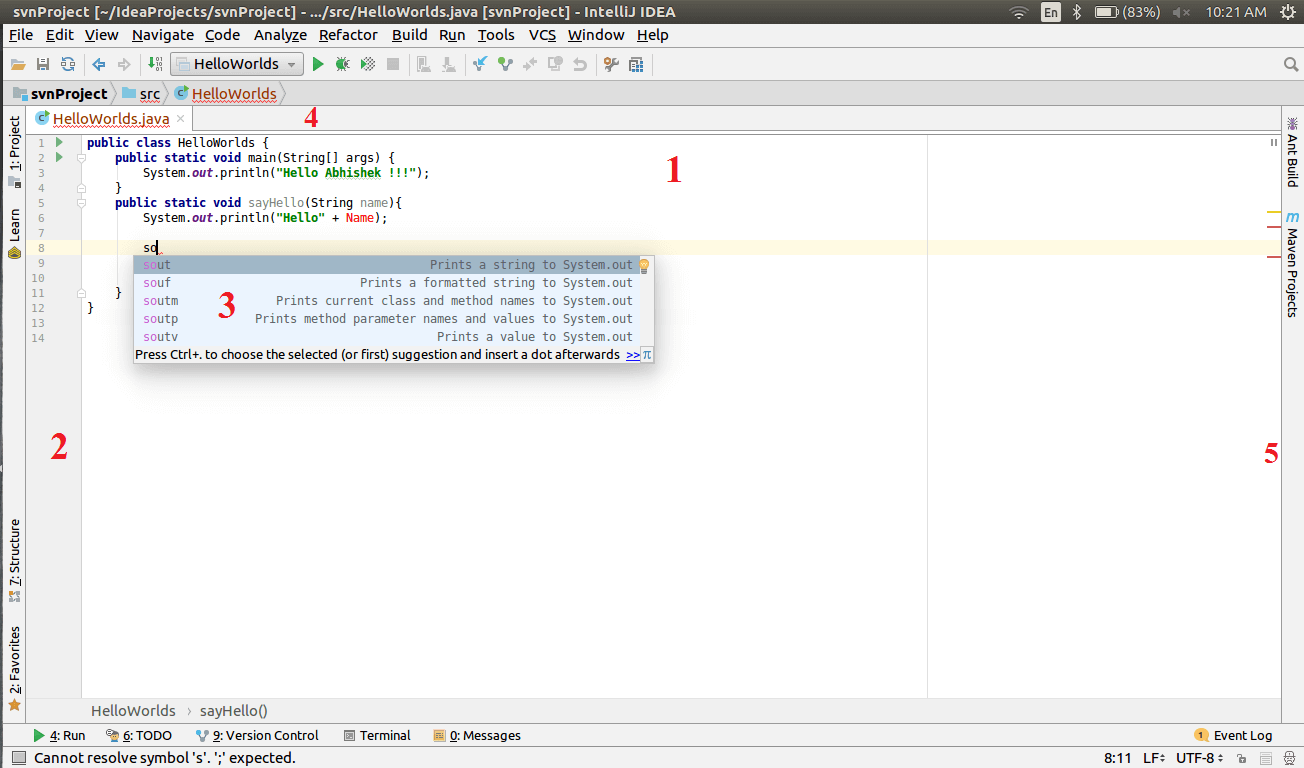 svnProject [~/IdeaProjects/svnProject] - .../src/HelloWorlds.java [svnProject] - IntelliJ IDEA En (83%) 10:21 AM
File Edit View Navigate Code Analyze Refactor Build Run Tools VCS Window Help
HelloWorlds
svnProject src HelloWorlds
HelloWorlds.java 4
1: Project
Learn
7: Structure
2: Favorites
1 public class HelloWorlds {
2 public static void main(String[] args) {
3 System.out.println("Hello Abhishek !!!");
4 }
5 public static void sayHello(String name){
6 System.out.println("Hello" + Name);
7
8 so
9
10
11 }
12 }
13
14
1
sout Prints a string to System.out
souf Prints a formatted string to System.out
soutm Prints current class and method names to System.out
soutp Prints method parameter names and values to System.out
soutv Prints a value to System.out
Press Ctrl+. to choose the selected (or first) suggestion and insert a dot afterwards >> π
3
2
5
Ant Build
m Maven Projects
HelloWorlds › sayHello()
4: Run 6: TODO 9: Version Control Terminal 0: Messages 1 Event Log
Cannot resolve symbol 's'. ';' expected. 8:11 LF UTF-8